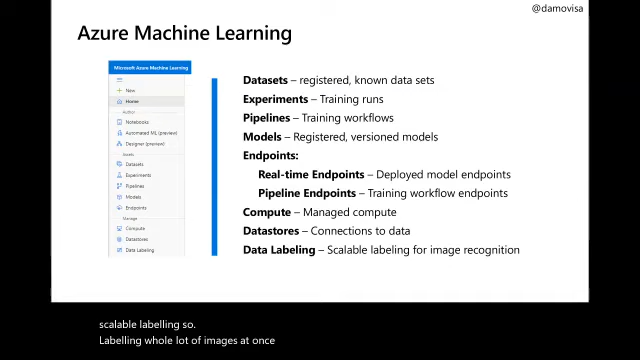 @damovisa
Azure Machine Learning
Microsoft Azure Machine Learning
New
Home
Author
Notebooks
Automated ML (preview)
Designer (preview)
Assets
Datasets
Experiments
Pipelines
Models
Endpoints
Manage
Compute
Datastores
Data Labeling
Datasets – registered, known data sets
Experiments – Training runs
Pipelines – Training workflows
Models – Registered, versioned models
Endpoints:
Real-time Endpoints – Deployed model endpoints
Pipeline Endpoints – Training workflow endpoints
Compute – Managed compute
Datastores – Connections to data
Data Labeling – Scalable labeling for image recognition
scalable labelling so.
Labelling whole lot of images at once